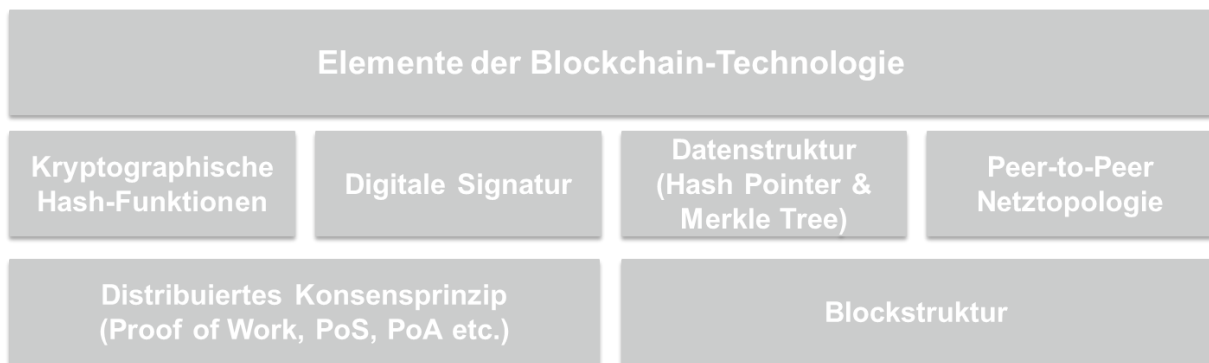 Elemente der Blockchain-Technologie
Kryptographische
Hash-Funktionen
Digitale Signatur
Datenstruktur
(Hash Pointer &
Merkle Tree)
Peer-to-Peer
Netztopologie
Distribuiertes Konsensprinzip
(Proof of Work, PoS, PoA etc.)
Blockstruktur